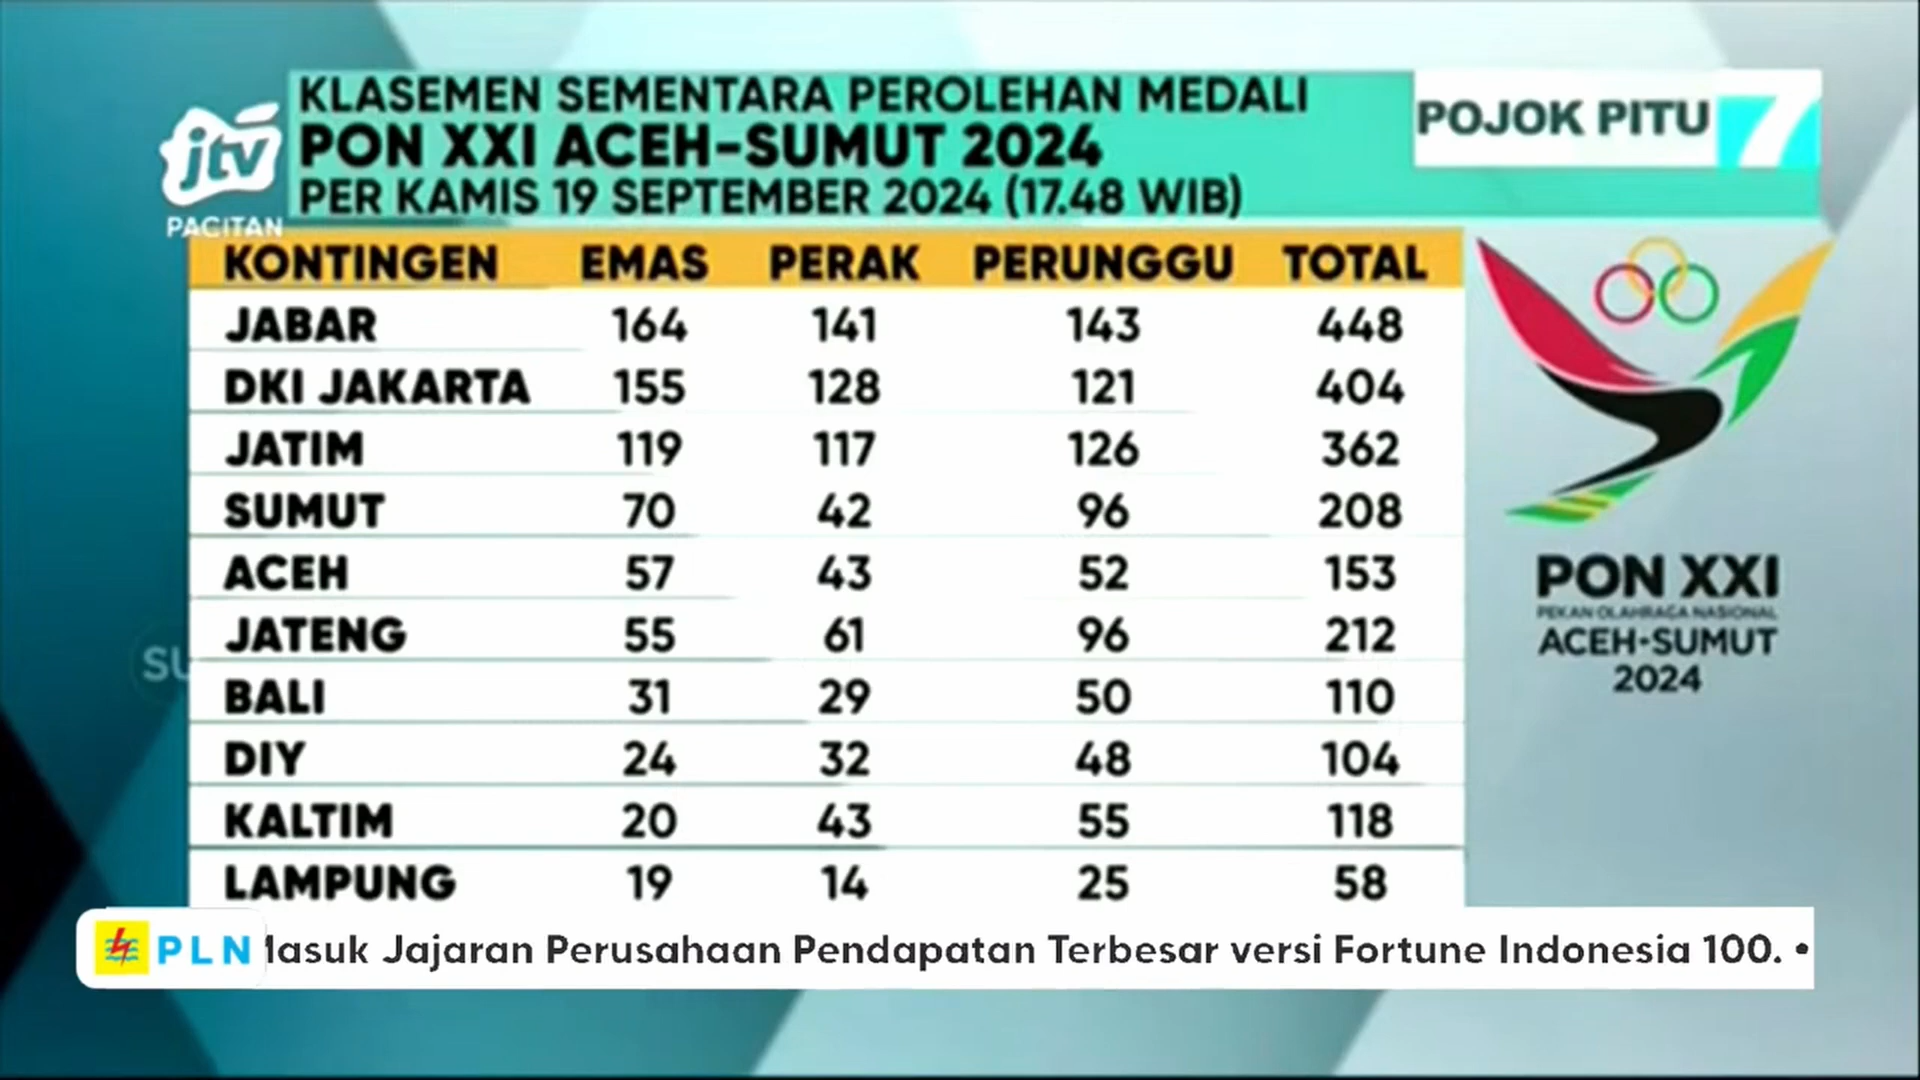 KLASEMEN SEMENTARA PEROLEHAN MEDALI
PON XXI ACEH-SUMUT 2024
PER KAMIS 19 SEPTEMBER 2024 (17.48 WIB)
jtv
PACITAN
POJOK PITU 7
KONTINGEN EMAS PERAK PERUNGGU TOTAL
JABAR 164 141 143 448
DKI JAKARTA 155 128 121 404
JATIM 119 117 126 362
SUMUT 70 42 96 208
ACEH 57 43 52 153
JATENG 55 61 96 212
BALI 31 29 50 110
DIY 24 32 48 104
KALTIM 20 43 55 118
LAMPUNG 19 14 25 58
PON XXI
PEKAN OLAHRAGA NASIONAL
ACEH-SUMUT
2024
PLN
Jajaran Perusahaan Pendapatan Terbesar versi Fortune Indonesia 100. •